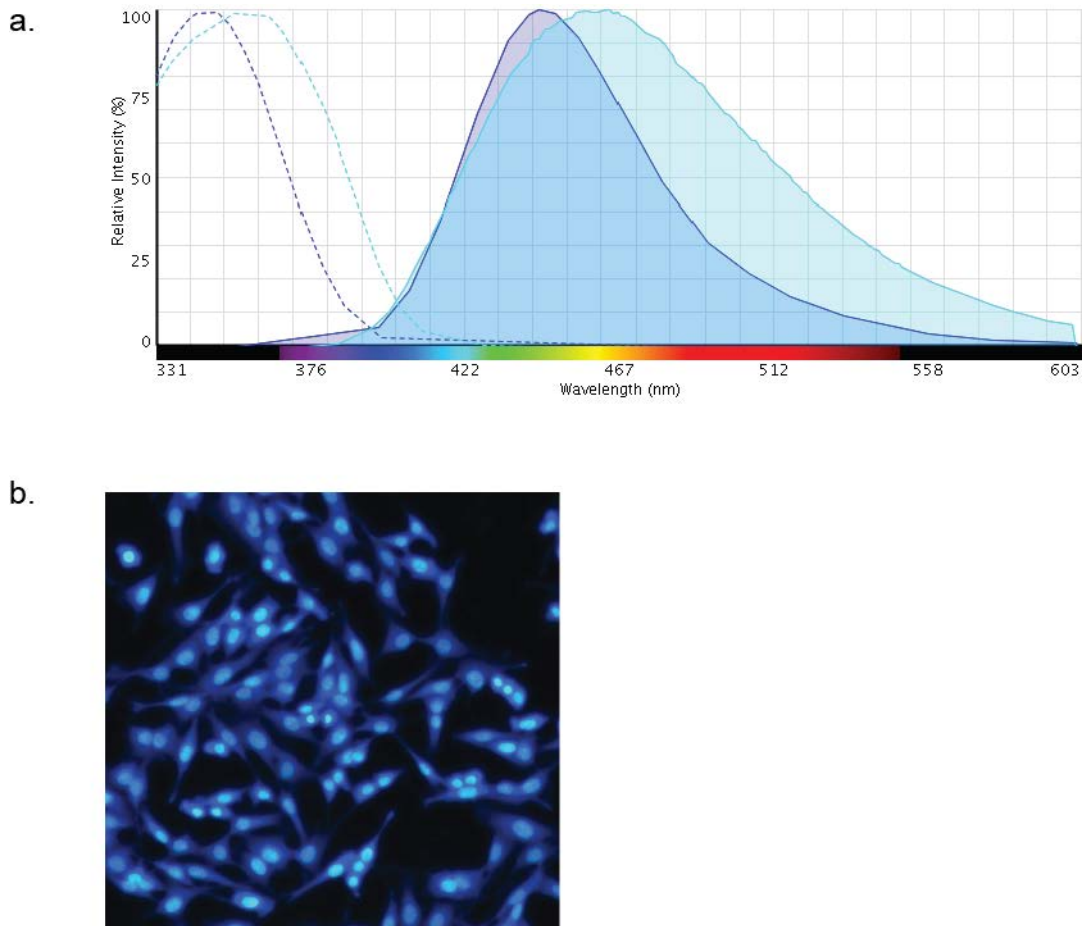 a.
100
75
50
25
0
Relative Intensity (%)
331 376 422 467 512 558 603
Wavelength (nm)
b.